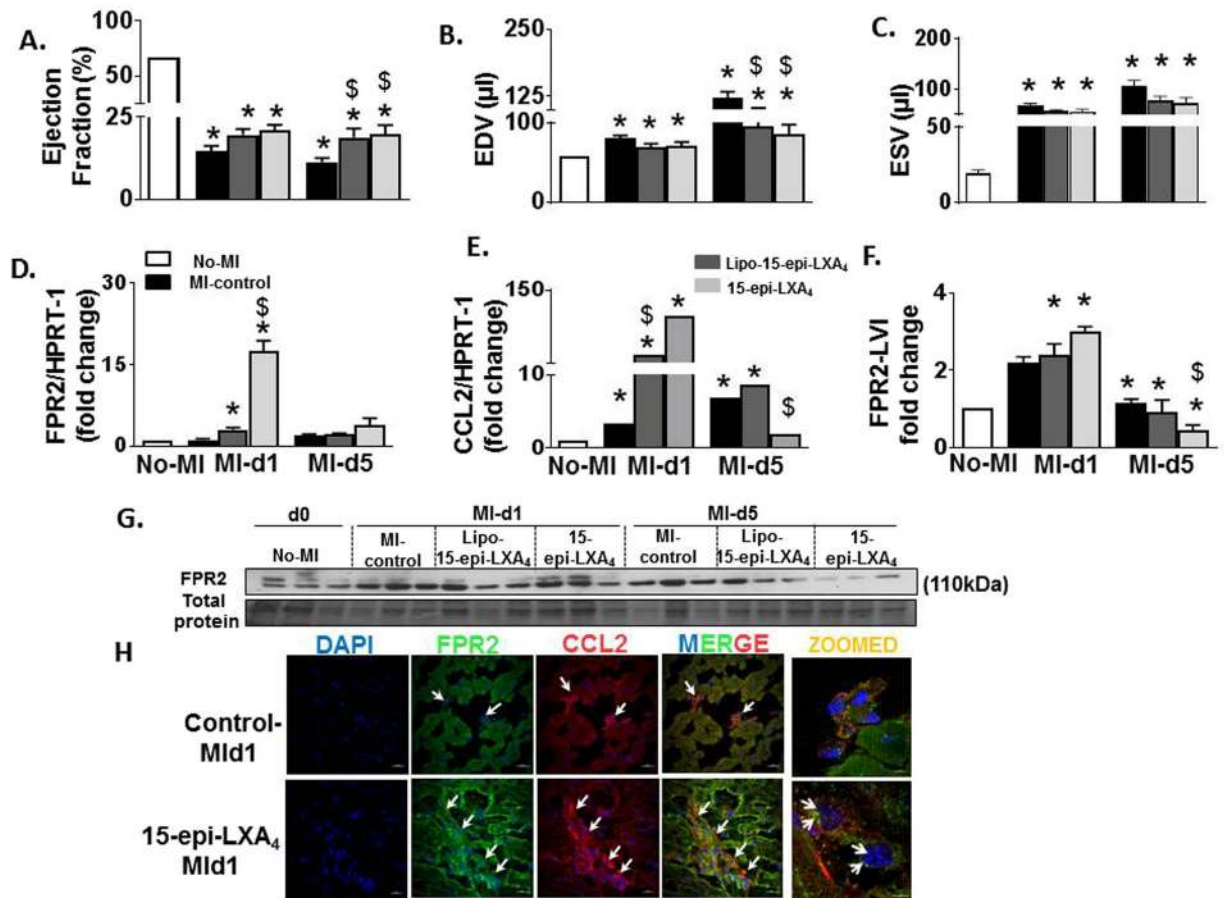 A.
Ejection
Fraction (%)
100
50
25
15
0
*
*
*
*
$
*
$
*
B.
EDV (µl)
250
125
100
50
0
*
*
*
*
$
*
$
*
C.
ESV (µl)
200
100
50
0
*
*
*
*
*
*
D.
FPR2/HPRT-1
(fold change)
30
15
0
No-MI
MI-control
*
$
*
No-MI MI-d1 MI-d5
E.
CCL2/HPRT-1
(fold change)
150
10
0
Lipo-15-epi-LXA₄
15-epi-LXA₄
*
$
*
*
*
*
$
No-MI MI-d1 MI-d5
F.
FPR2-LVI
fold change
4
2
0
*
*
*
*
$
*
No-MI MI-d1 MI-d5
G.
d0 MI-d1 MI-d5
No-MI
MI-
control
Lipo-
15-epi-LXA₄
15-
epi-LXA₄
MI-
control
Lipo-
15-epi-LXA₄
15-
epi-LXA₄
FPR2 (110kDa)
Total
protein
H
DAPI FPR2 CCL2 MERGE ZOOMED
Control-
MId1
15-epi-LXA₄
MId1